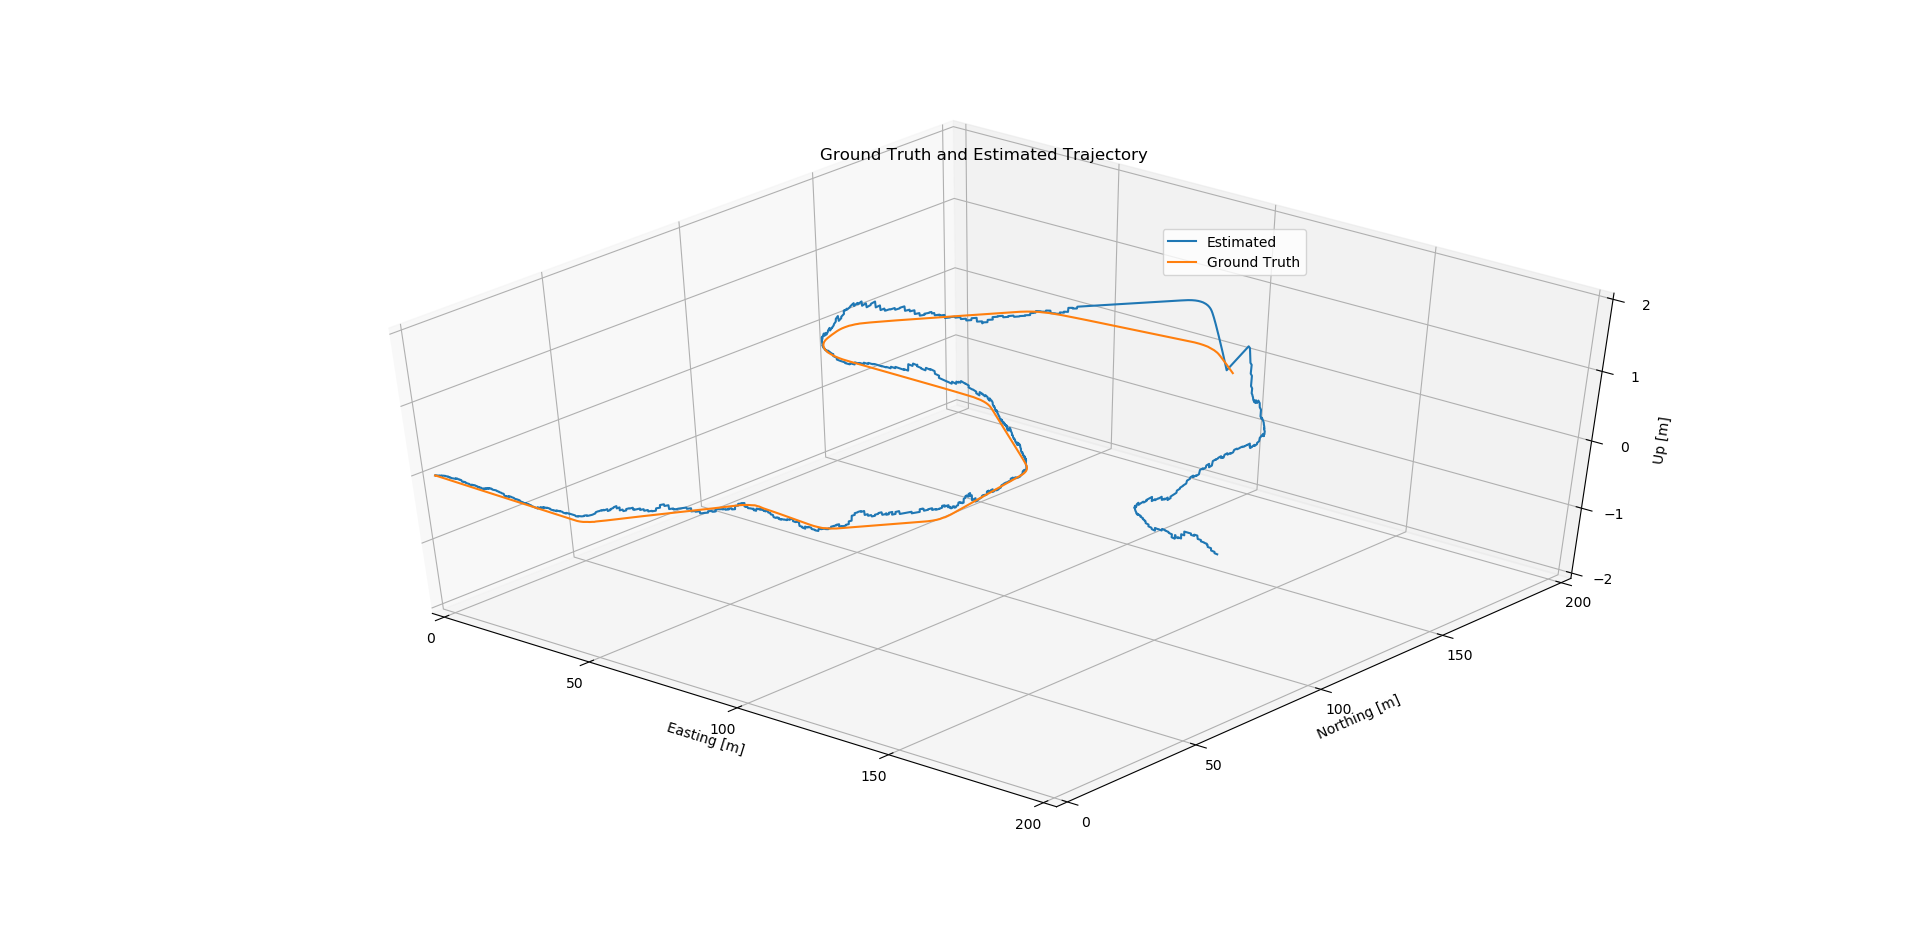 Ground Truth and Estimated Trajectory
Estimated
Ground Truth
2
1
0
−1
−2
Up [m]
0
50
100
150
200
Easting [m]
0
50
100
150
200
Northing [m]